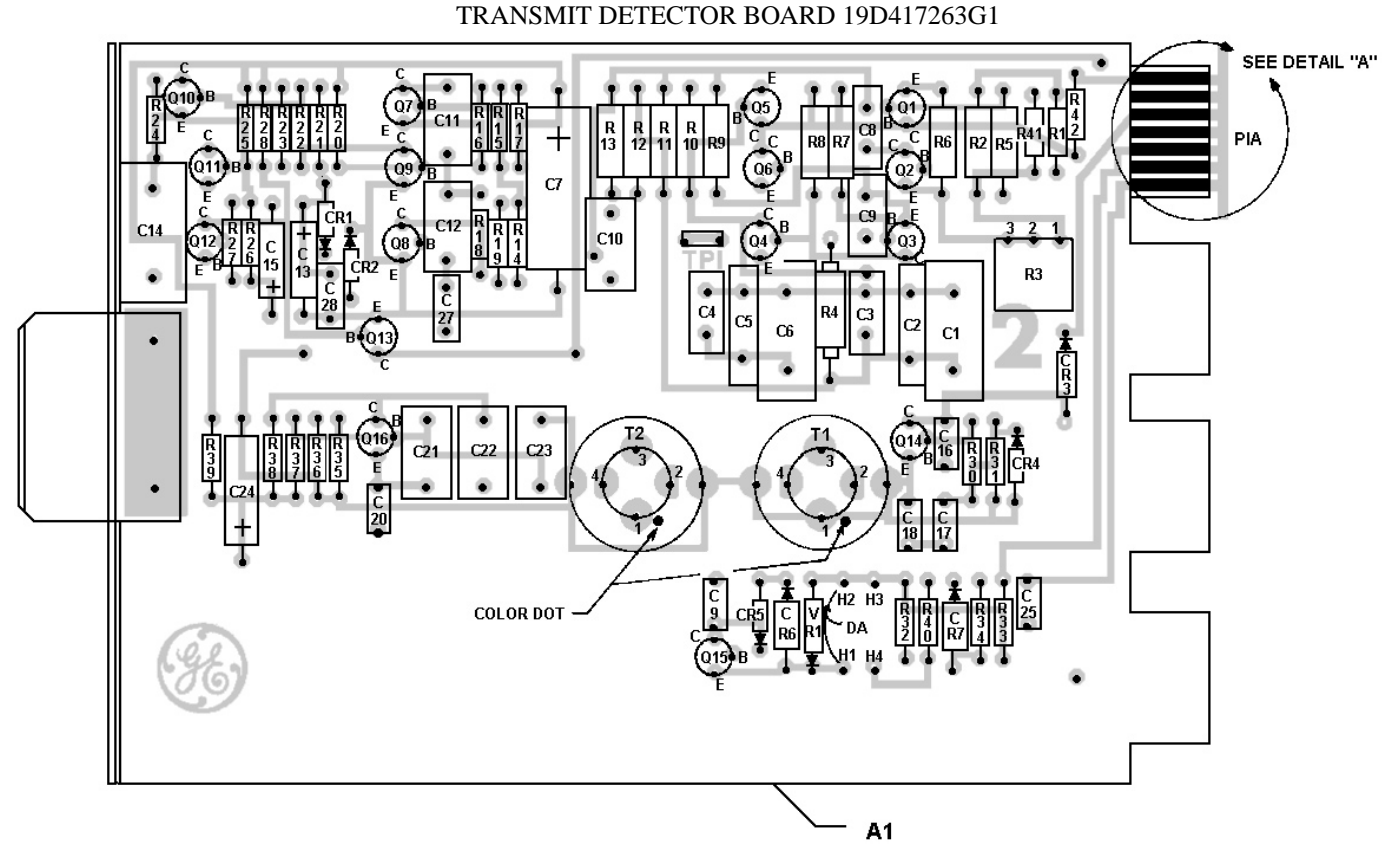 TRANSMIT DETECTOR BOARD 19D417263G1
SEE DETAIL "A"
PIA
C Q10 B E
R24
R25 R28 R23 R22 R21 R20
C Q7 B E
C11
R16 R15 R17
+ C7
R13 R12 R11 R10 R9
E Q5 B C
R8 R7
C8
E Q1 B C
R6
R2 R5
R41 R1 R42
C Q11 B E
Q9 B E
C Q6 B E
C Q2 B E
C14
C Q12 B E
R27 R26
C15 +
+ C13
CR1
CR2
C28
C Q8 B E
C12
R18 R19 R14
C10
TP1
C Q4 B E
C9
B E Q3 C
3 2 1
R3
C27
E B Q13 C
C4 C5 C6
R4
C3 C2 C1
2
CR3
R39
C24 +
R38 R37 R36 R35
C Q16 B E
C20
C21 C22 C23
T2
3 4 2 1
T1
3 4 2 1
C Q14 B E
C16
R30 R31
CR4
C18 C17
COLOR DOT
C9
CR5
CR6
VR1
H2 H3
DA
H1 H4
R32 R40
CR7
R34 R33
C25
C Q15 B E
GE
A1